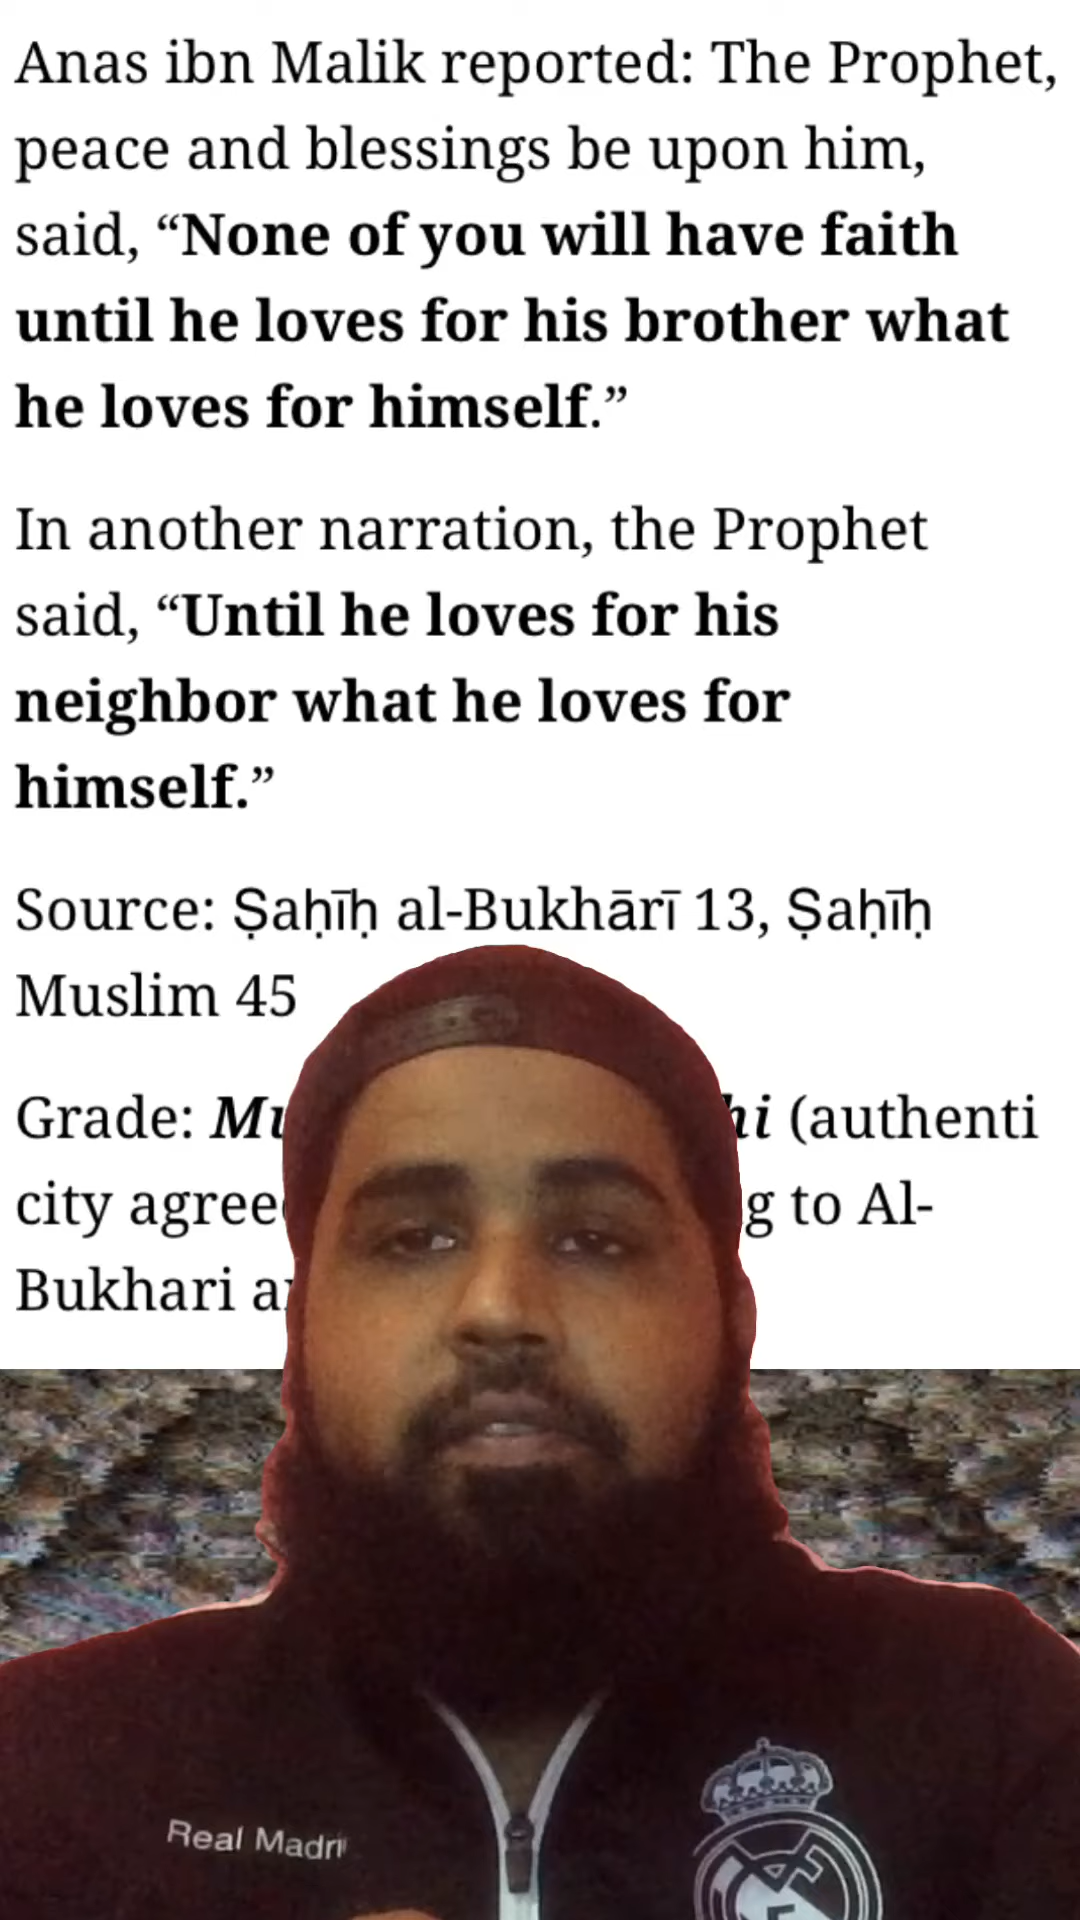 Anas ibn Malik reported: The Prophet,
peace and blessings be upon him,
said, “None of you will have faith
until he loves for his brother what
he loves for himself.”
In another narration, the Prophet
said, “Until he loves for his
neighbor what he loves for
himself.”
Source: Ṣaḥīḥ al-Bukhārī 13, Ṣaḥīḥ
Muslim 45
Grade: (authenti
city to Al-
Bukhari
Real